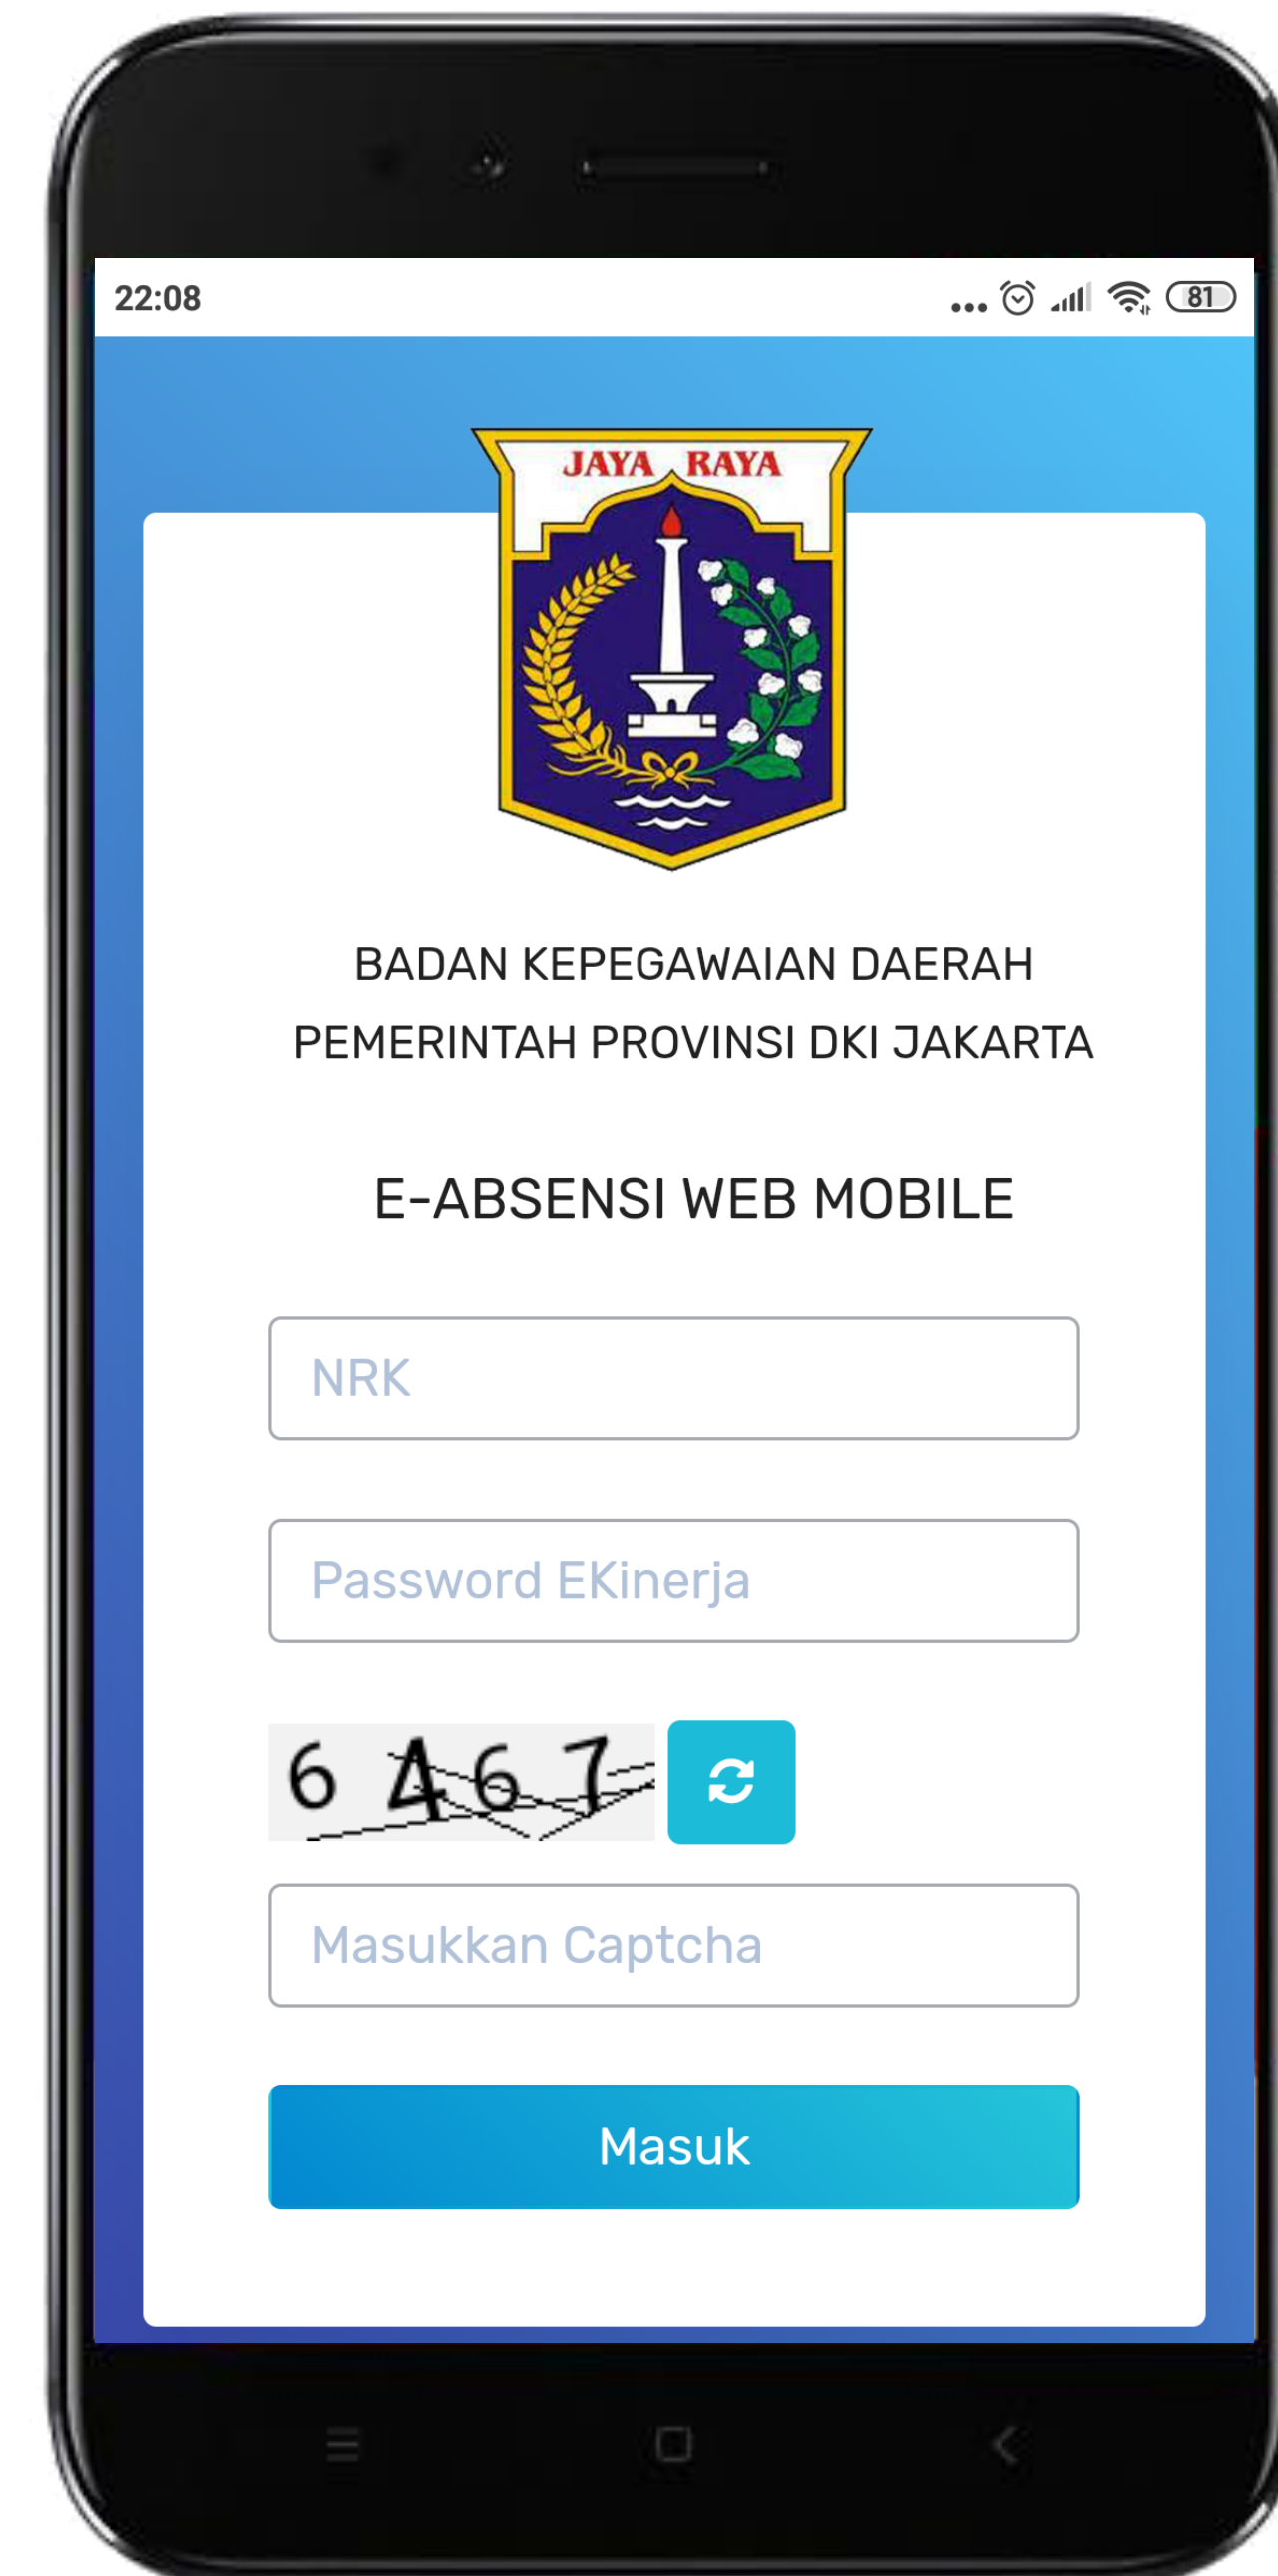 22:08
81
JAYA RAYA
BADAN KEPEGAWAIAN DAERAH
PEMERINTAH PROVINSI DKI JAKARTA
E-ABSENSI WEB MOBILE
NRK
Password EKinerja
6 4 6 7
Masukkan Captcha
Masuk